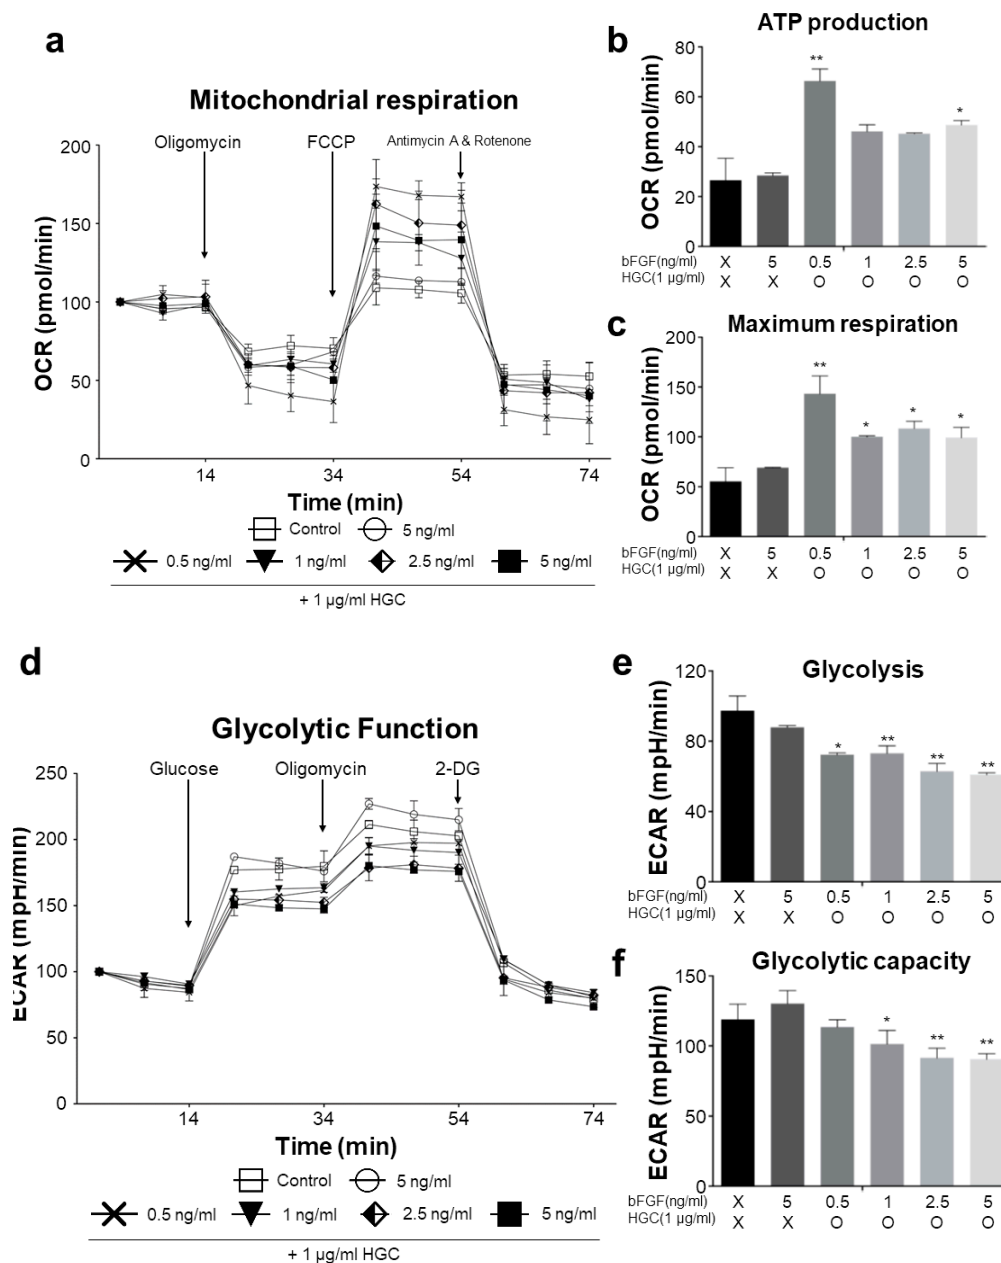 a
Mitochondrial respiration
Oligomycin
FCCP
Antimycin A & Rotenone
OCR (pmol/min)
200
150
100
50
0
14
34
54
74
Time (min)
Control
5 ng/ml
0.5 ng/ml
1 ng/ml
2.5 ng/ml
5 ng/ml
+ 1 µg/ml HGC
b
ATP production
OCR (pmol/min)
80
60
40
20
0
**
*
bFGF(ng/ml) X 5 0.5 1 2.5 5
HGC(1 µg/ml) X X O O O O
c
Maximum respiration
OCR (pmol/min)
200
150
100
50
0
**
*
*
*
bFGF(ng/ml) X 5 0.5 1 2.5 5
HGC(1 µg/ml) X X O O O O
d
Glycolytic Function
Glucose
Oligomycin
2-DG
ECAR (mpH/min)
250
200
150
100
50
0
14
34
54
74
Time (min)
Control
5 ng/ml
0.5 ng/ml
1 ng/ml
2.5 ng/ml
5 ng/ml
+ 1 µg/ml HGC
e
Glycolysis
ECAR (mpH/min)
120
80
40
0
*
**
**
**
bFGF(ng/ml) X 5 0.5 1 2.5 5
HGC(1 µg/ml) X X O O O O
f
Glycolytic capacity
ECAR (mpH/min)
150
100
50
0
*
**
**
bFGF(ng/ml) X 5 0.5 1 2.5 5
HGC(1 µg/ml) X X O O O O